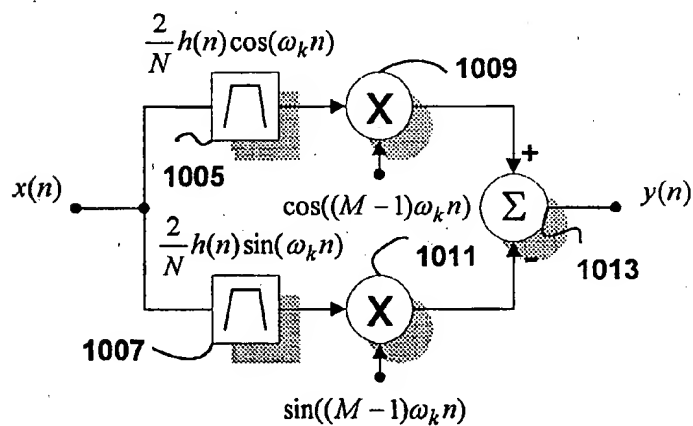 2/N h(n)cos(ω_k n)
1009
X
1005
x(n)
cos((M−1)ω_k n)
+
Σ
y(n)
2/N h(n)sin(ω_k n)
1011
-
1013
X
1007
sin((M−1)ω_k n)